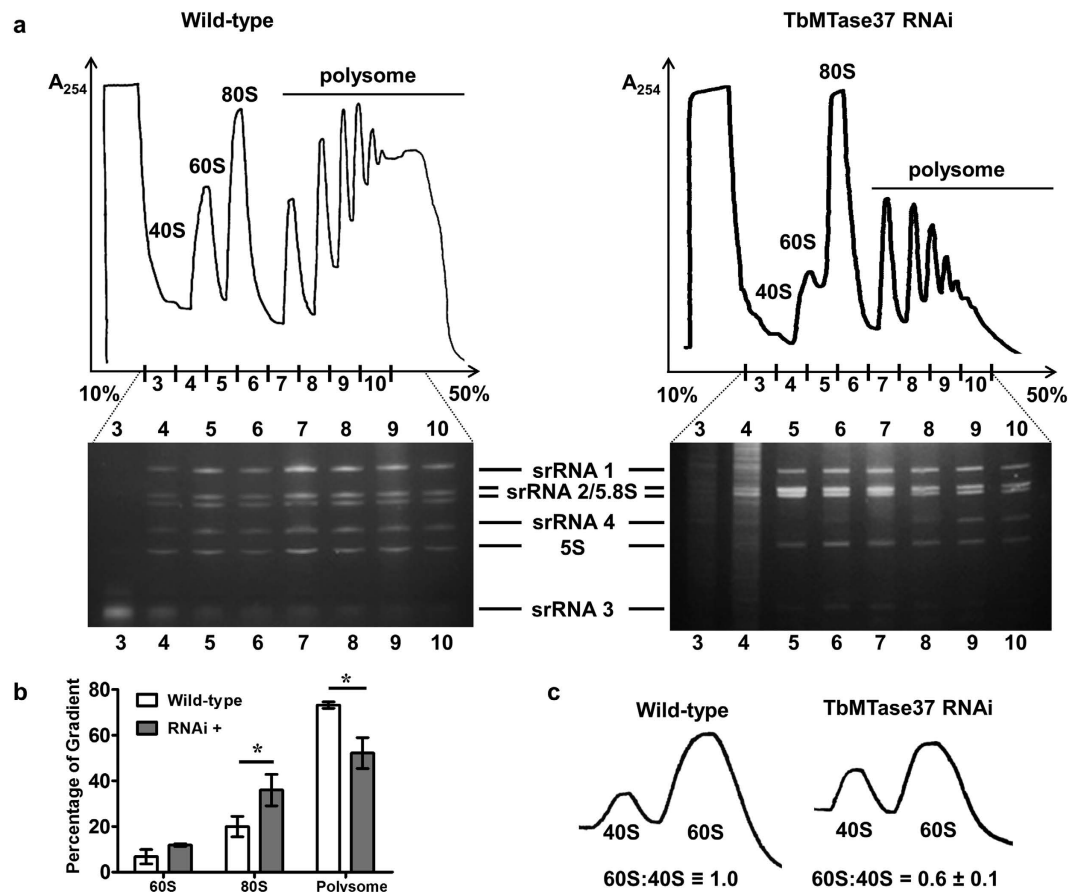 a
Wild-type
TbMTase37 RNAi
A254
40S
60S
80S
polysome
10%
3 4 5 6 7 8 9 10
50%
A254
40S
60S
80S
polysome
10%
3 4 5 6 7 8 9 10
50%
3 4 5 6 7 8 9 10
3 4 5 6 7 8 9 10
srRNA 1
srRNA 2/5.8S
srRNA 4
5S
srRNA 3
3 4 5 6 7 8 9 10
3 4 5 6 7 8 9 10
b
Percentage of Gradient
80
60
40
20
0
Wild-type
RNAi +
*
*
60S
80S
Polysome
c
Wild-type
TbMTase37 RNAi
40S
60S
40S
60S
60S:40S ≡ 1.0
60S:40S = 0.6 ± 0.1